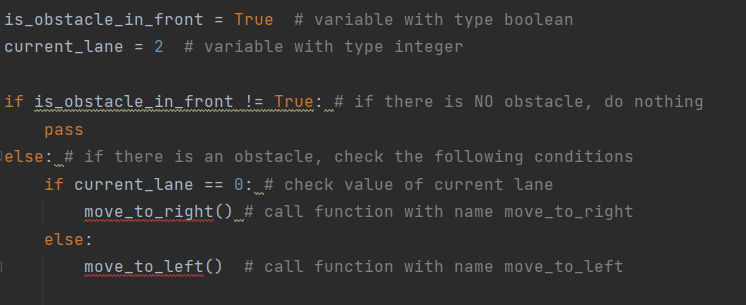 is_obstacle_in_front = True  # variable with type boolean
current_lane = 2  # variable with type integer
if is_obstacle_in_front != True: # if there is NO obstacle, do nothing
    pass
else: # if there is an obstacle, check the following conditions
    if current_lane == 0: # check value of current lane
        move_to_right() # call function with name move_to_right
    else:
        move_to_left()  # call function with name move_to_left